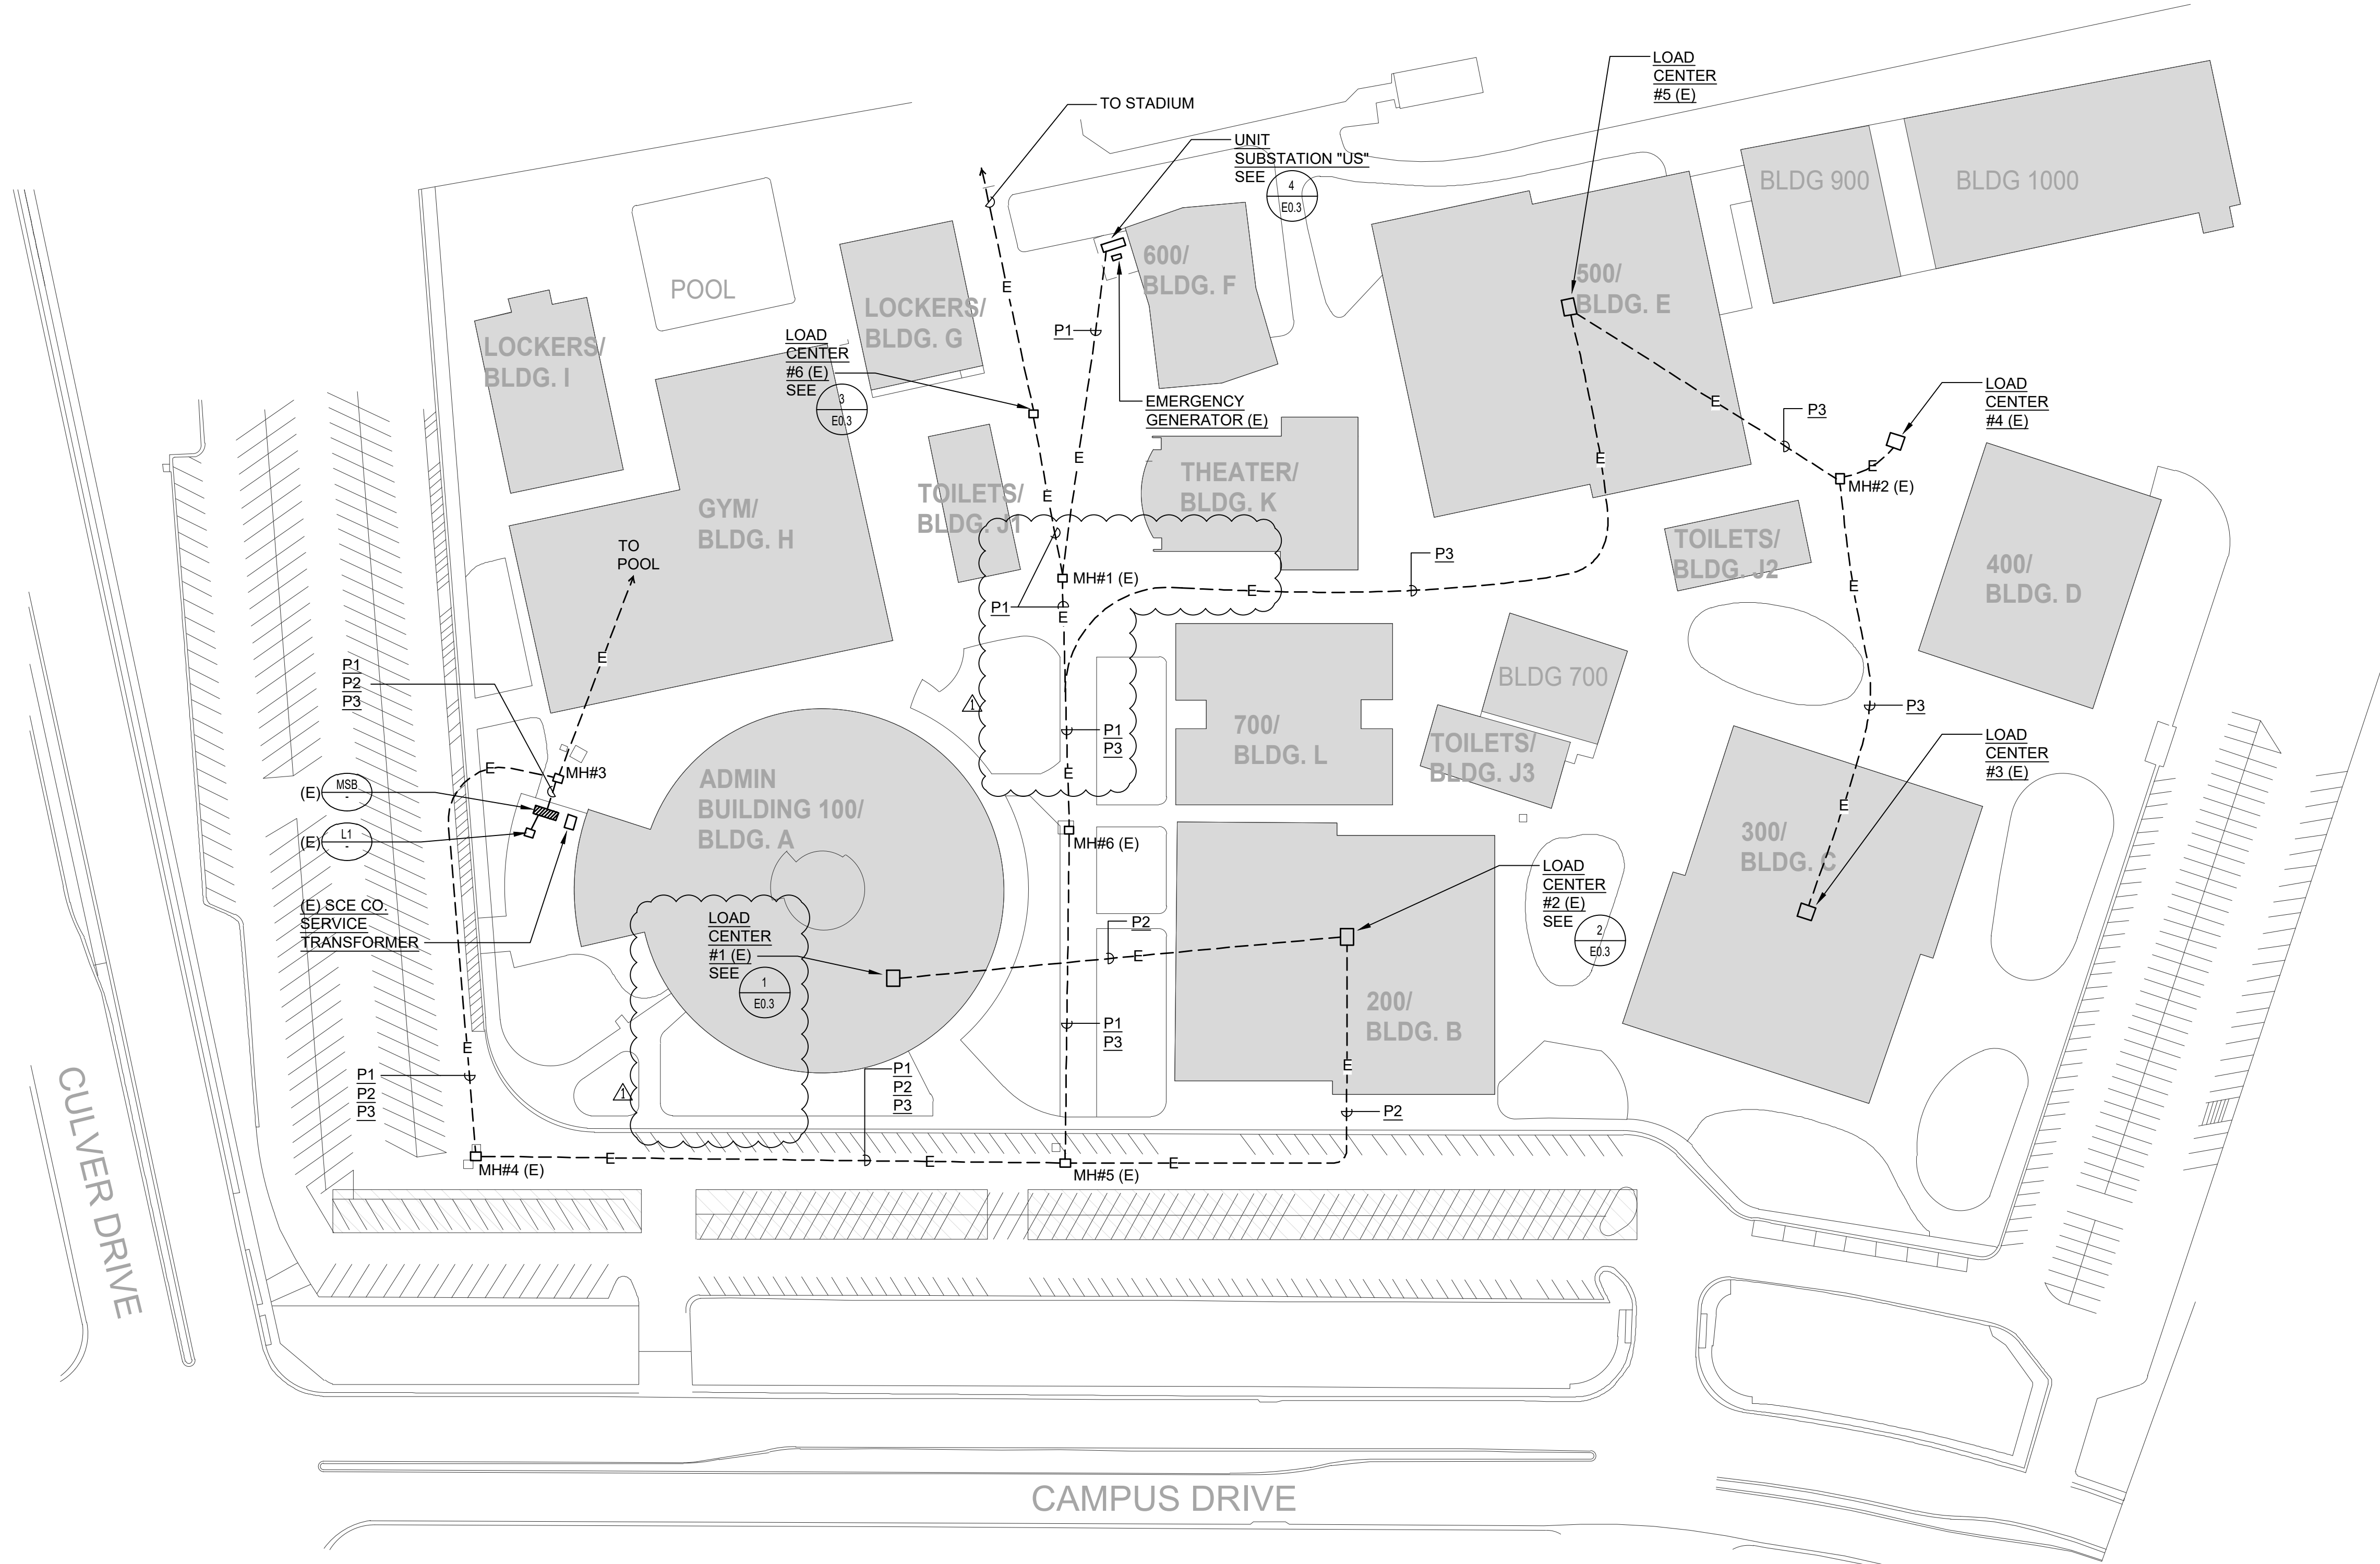 LOAD
CENTER
#5 (E)
TO STADIUM
UNIT
SUBSTATION "US"
SEE
4
E0.3
BLDG 900
BLDG 1000
600/
BLDG. F
500/
BLDG. E
POOL
LOCKERS/
BLDG. G
LOCKERS/
BLDG. I
LOAD
CENTER
#6 (E)
SEE
3
E0.3
E
P1
EMERGENCY
GENERATOR (E)
E
P3
LOAD
CENTER
#4 (E)
E
E
E
MH#2 (E)
THEATER/
BLDG. K
TOILETS/
BLDG. J1
E
GYM/
BLDG. H
TO
POOL
MH#1 (E)
P1
E
E
P3
TOILETS/
BLDG. J2
E
400/
BLDG. D
E
P1
P2
P3
1
P1
P3
E
700/
BLDG. L
BLDG 700
TOILETS/
BLDG. J3
P3
LOAD
CENTER
#3 (E)
E
MH#3
E
(E)
MSB
-
(E)
L1
-
ADMIN
BUILDING 100/
BLDG. A
MH#6 (E)
300/
BLDG. C
LOAD
CENTER
#2 (E)
SEE
2
E0.3
(E) SCE CO.
SERVICE
TRANSFORMER
LOAD
CENTER
#1 (E)
SEE
1
E0.3
P2
E
200/
BLDG. B
P1
P3
E
E
P1
P2
P3
1
P1
P2
P3
P2
MH#4 (E)
E
E
MH#5 (E)
E
CULVER DRIVE
CAMPUS DRIVE